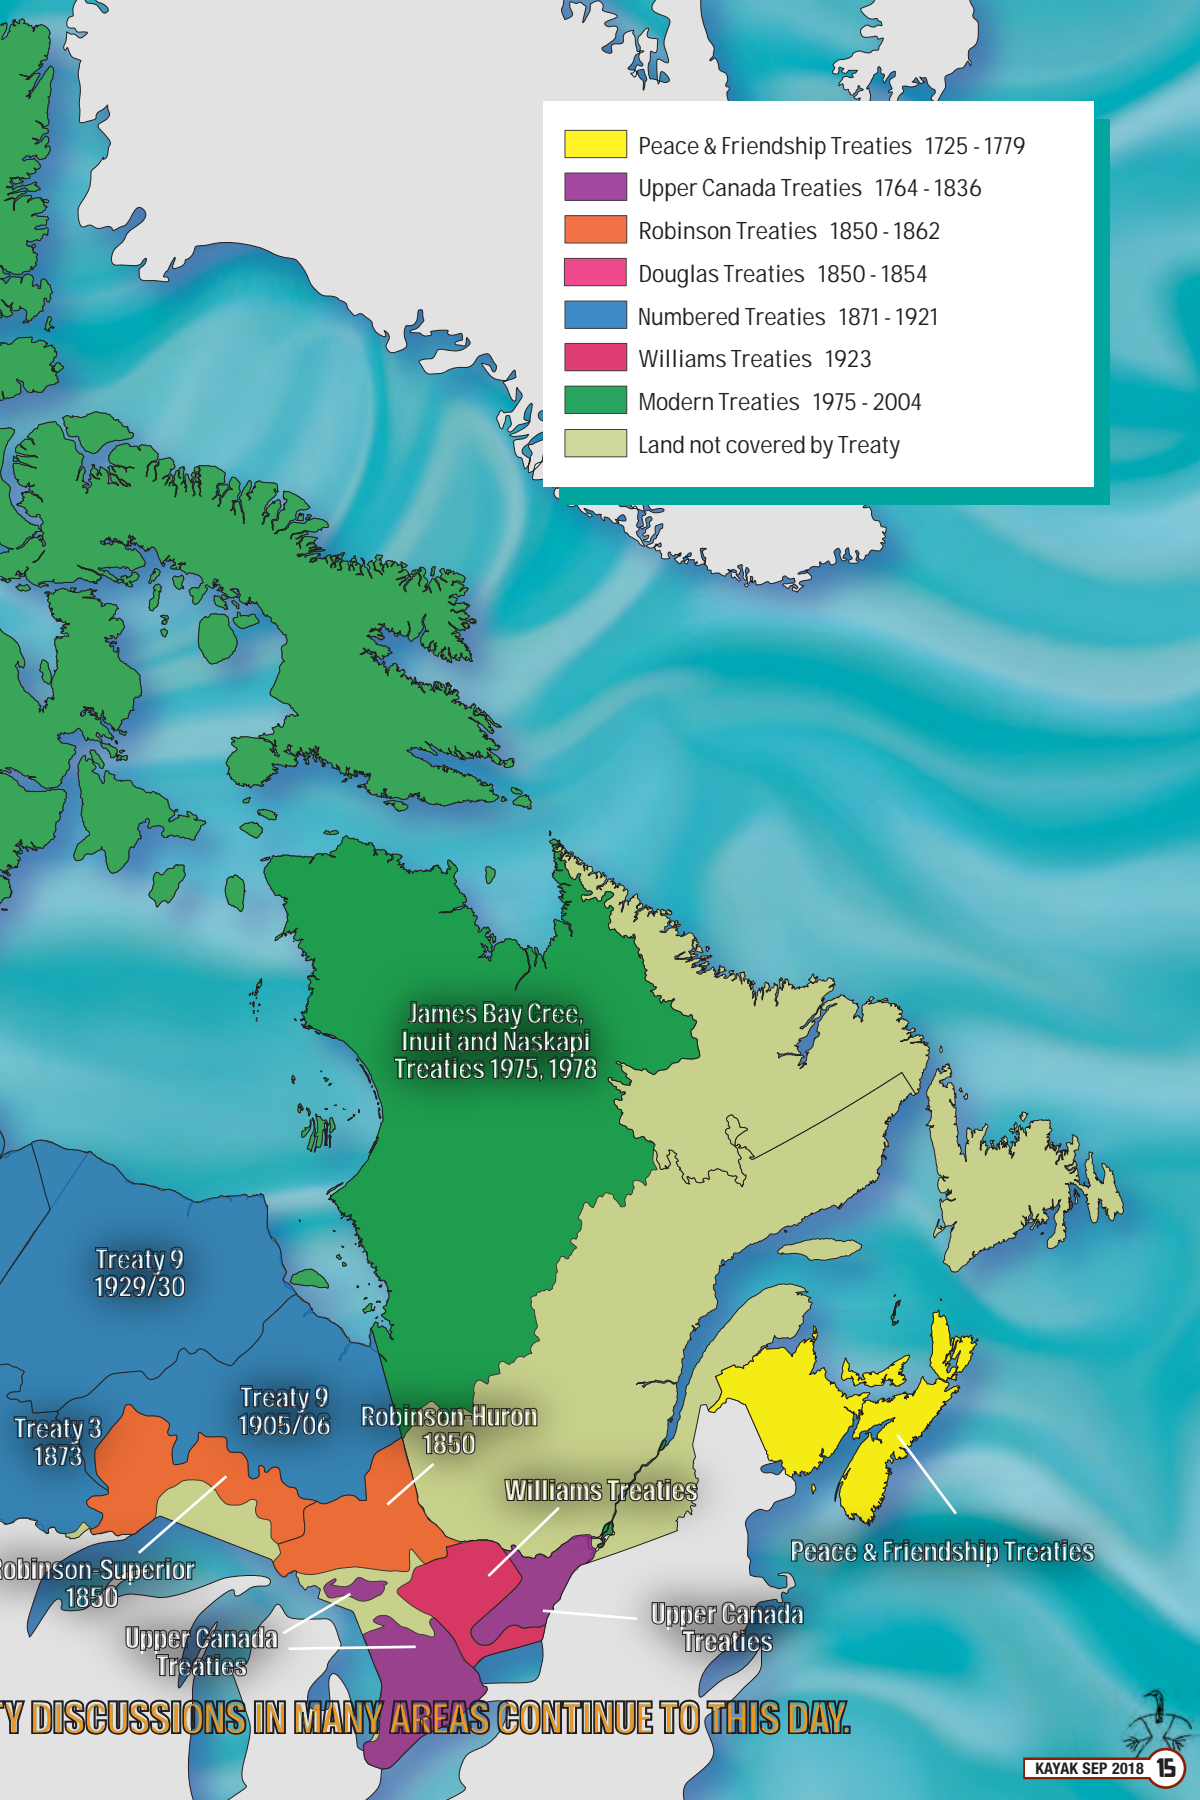 Peace & Friendship Treaties 1725 - 1779
Upper Canada Treaties 1764 - 1836
Robinson Treaties 1850 - 1862
Douglas Treaties 1850 - 1854
Numbered Treaties 1871 - 1921
Williams Treaties 1923
Modern Treaties 1975 - 2004
Land not covered by Treaty
James Bay Cree,
Inuit and Naskapi
Treaties 1975, 1978
Treaty 9
1929/30
Treaty 9
1905/06
Treaty 3
1873
Robinson-Huron
1850
Williams Treaties
Peace & Friendship Treaties
Robinson-Superior
1850
Upper Canada
Treaties
Upper Canada
Treaties
TY DISCUSSIONS IN MANY AREAS CONTINUE TO THIS DAY.
KAYAK SEP 2018 15